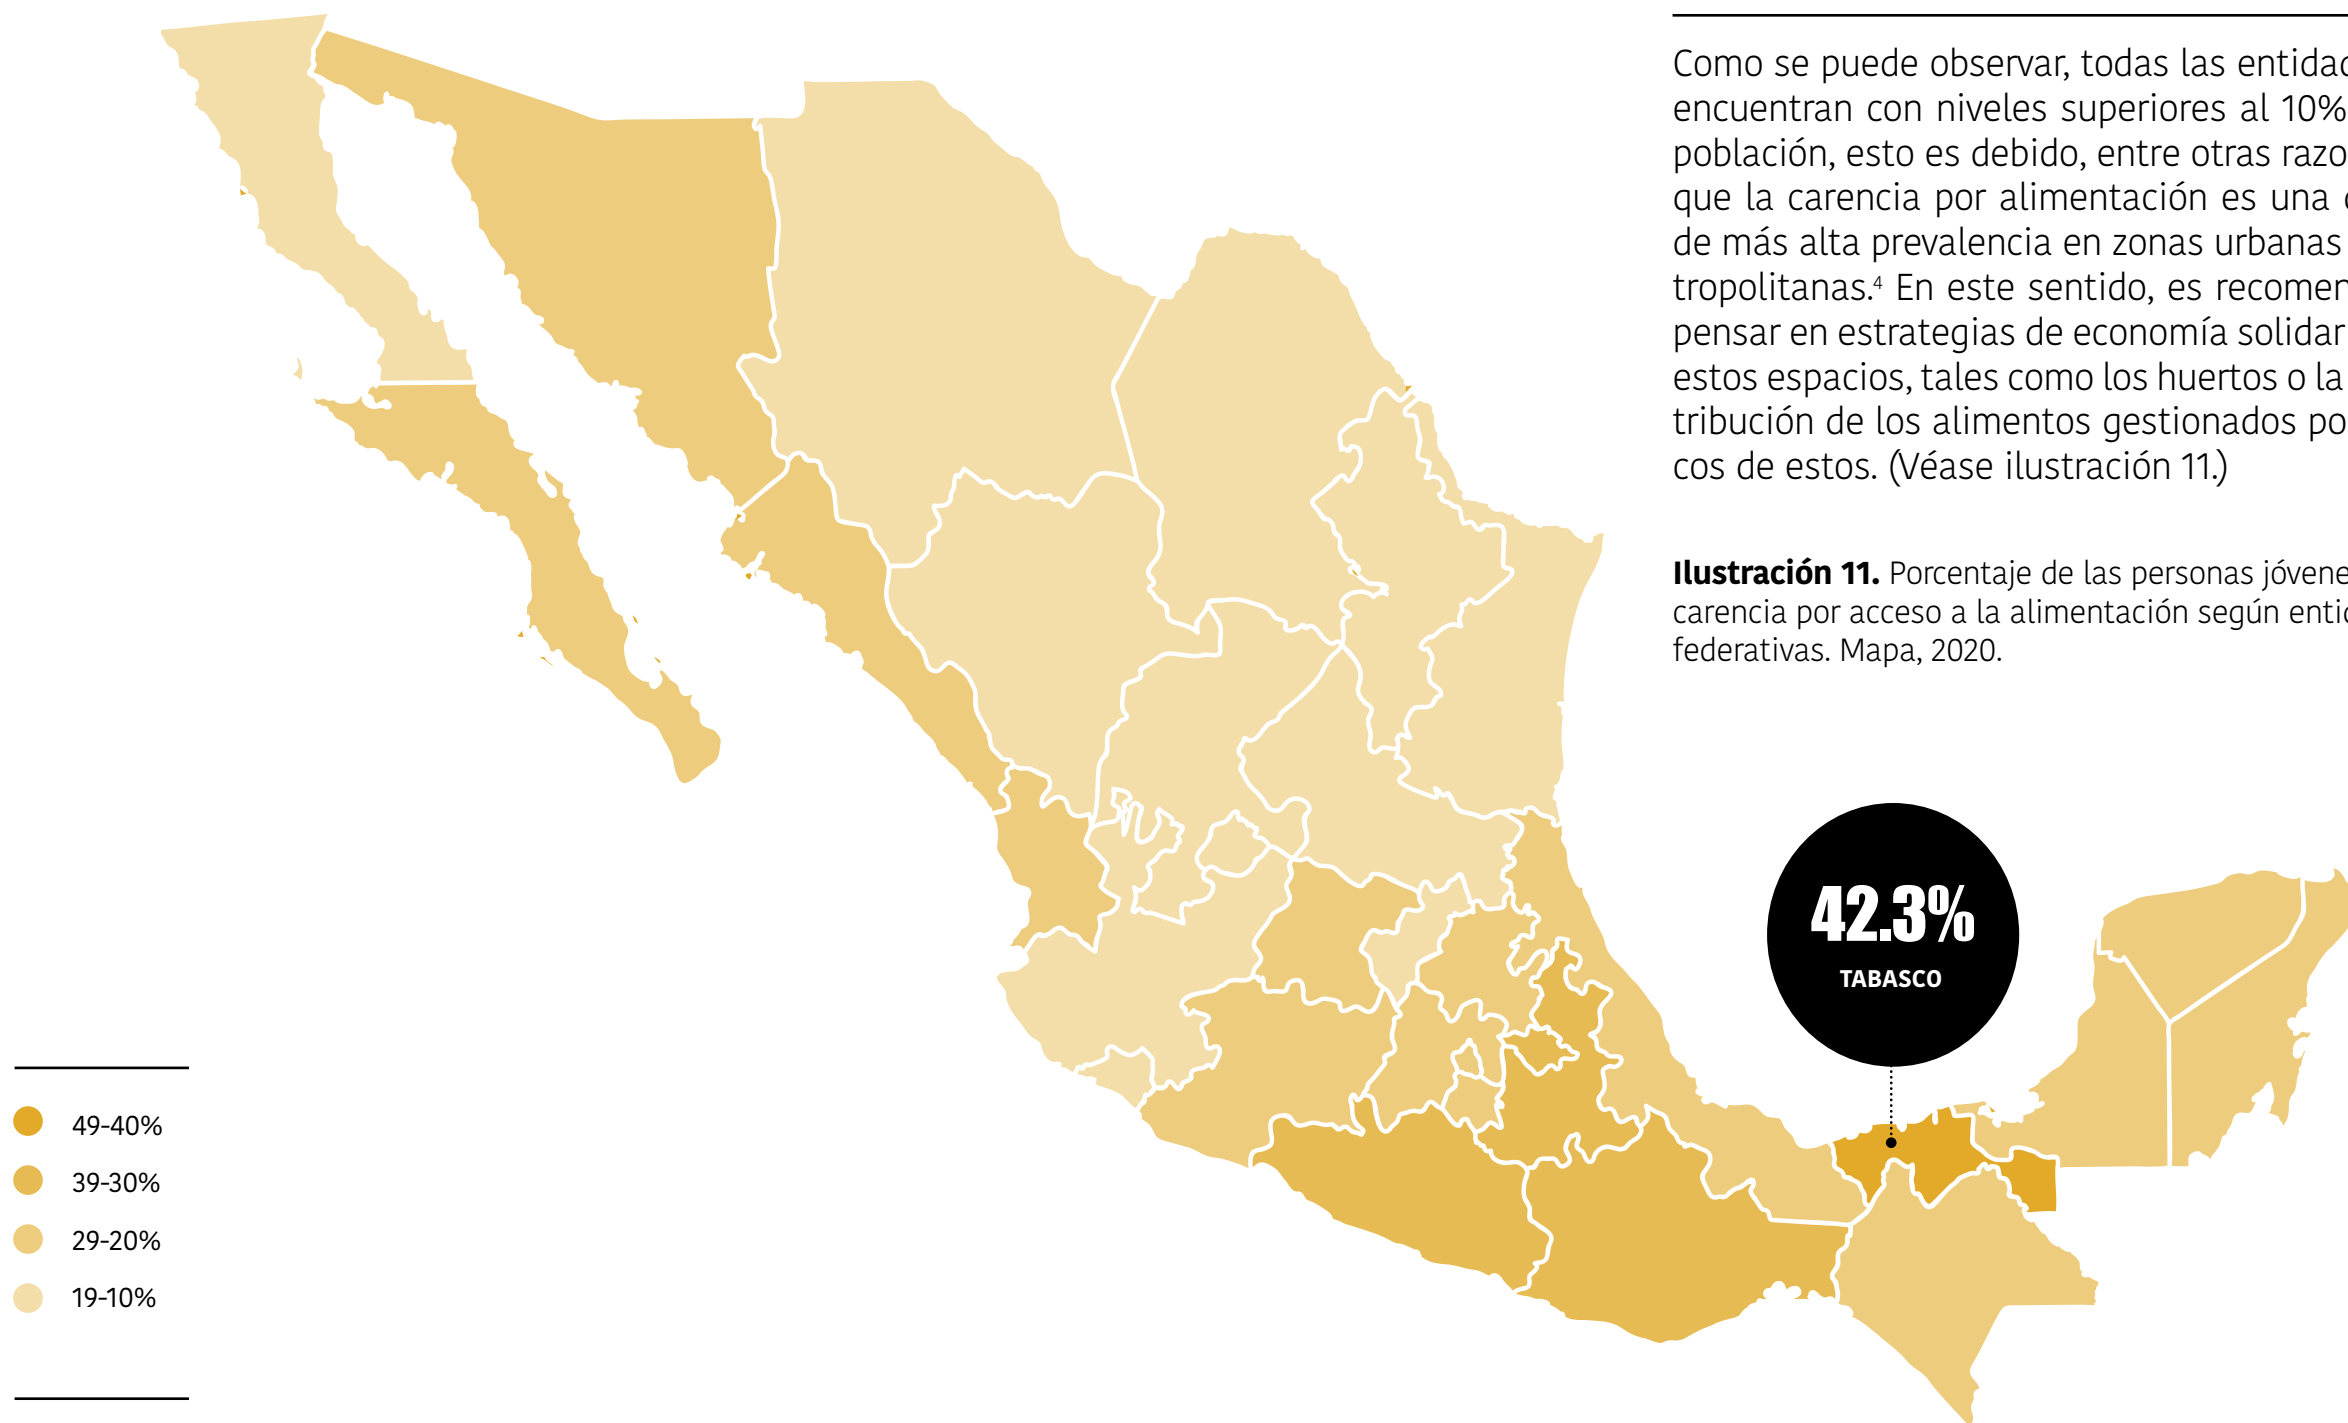 Como se puede observar, todas las entidad
encuentran con niveles superiores al 10%
población, esto es debido, entre otras razo
que la carencia por alimentación es una
de más alta prevalencia en zonas urbanas
tropolitanas.⁴ En este sentido, es recomen
pensar en estrategias de economía solidar
estos espacios, tales como los huertos o la
tribución de los alimentos gestionados po
cos de estos. (Véase ilustración 11.)
Ilustración 11. Porcentaje de las personas jóvene
carencia por acceso a la alimentación según entid
federativas. Mapa, 2020.
42.3%
TABASCO
49-40%
39-30%
29-20%
19-10%